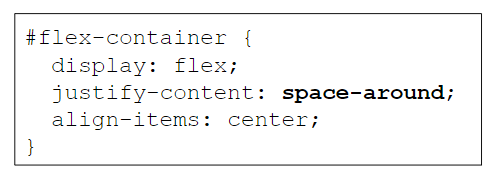 #flex-container {
  display: flex;
  justify-content: space-around;
  align-items: center;
}